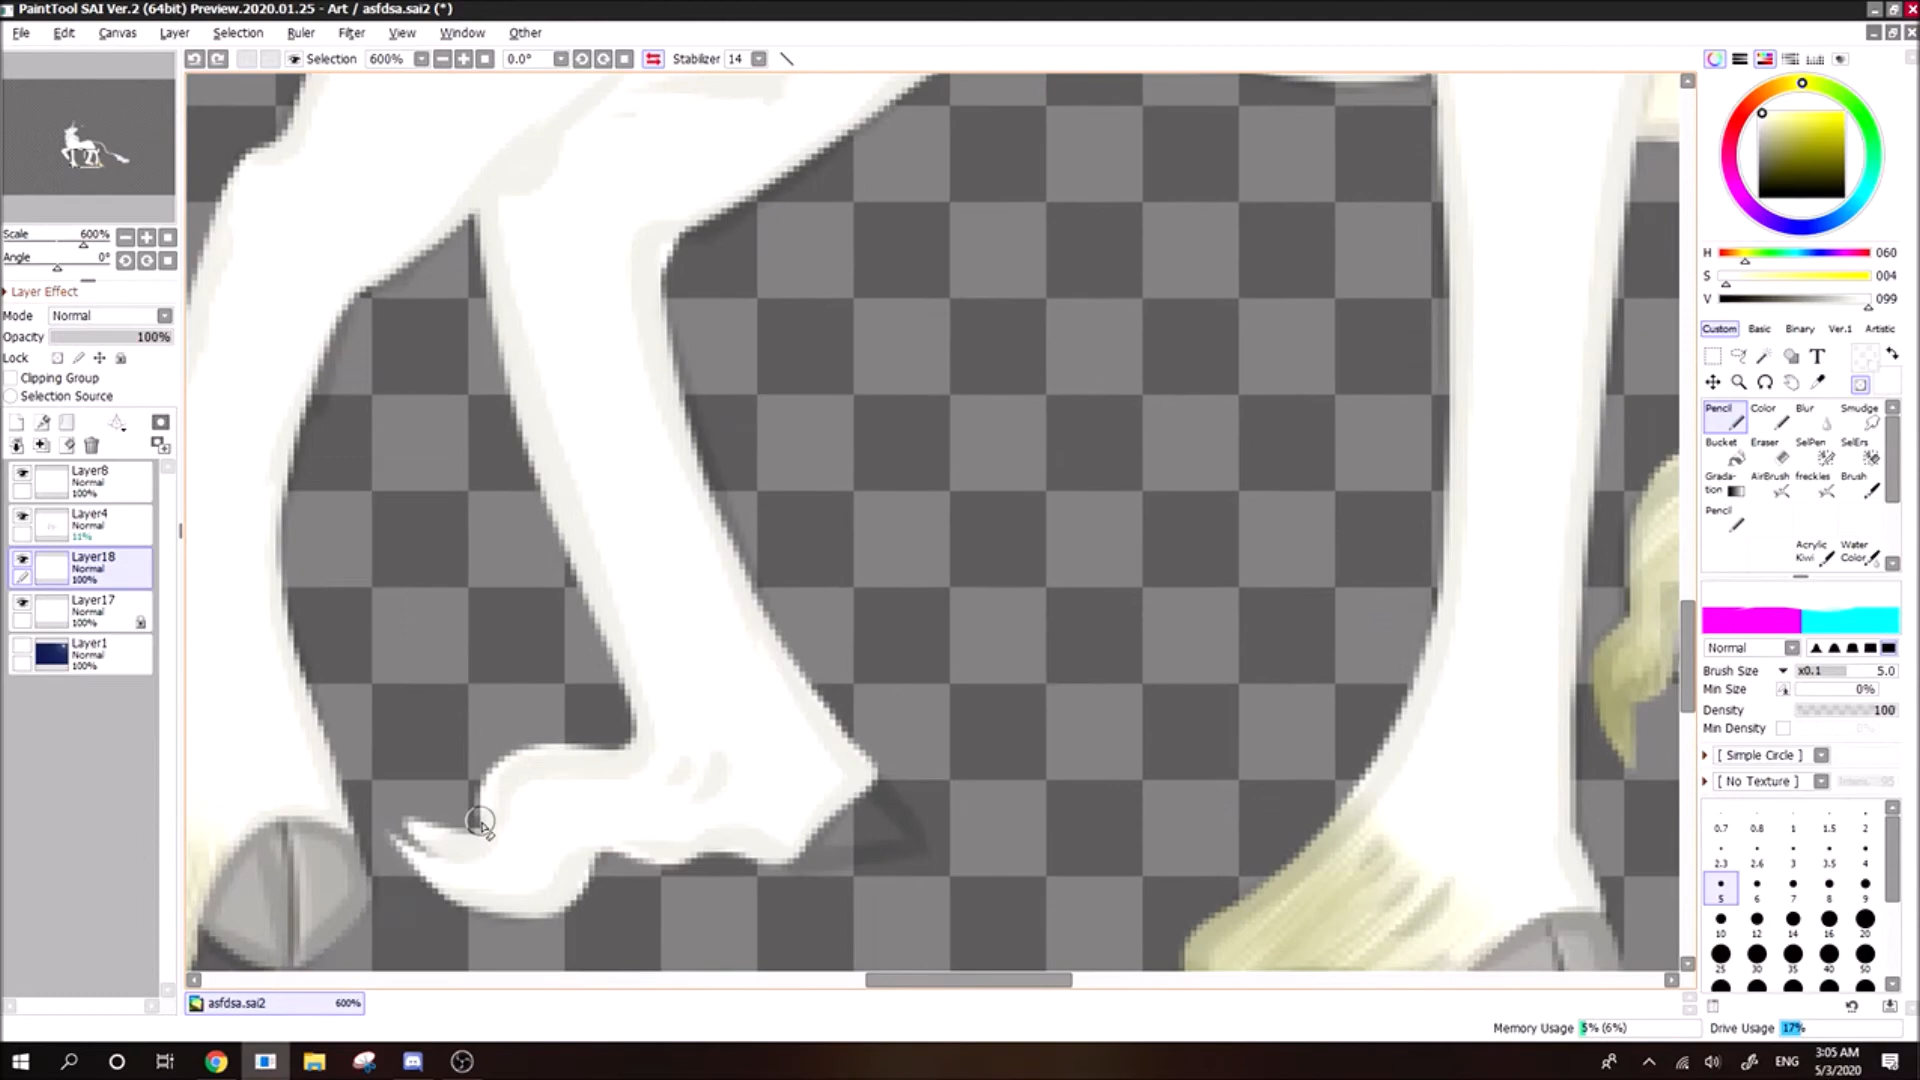 PaintTool SAI Ver.2 (64bit) Preview.2020.01.25 - Art / asfdsa.sai2 (*)
File Edit Canvas Layer Selection Ruler Filter View Window Other
Selection 600% 0.0° Stabilizer 14
Scale 600%
Angle 0°
Layer Effect
Mode Normal
Opacity 100%
Lock
Clipping Group
Selection Source
Layer8
Normal
100%
Layer4
Normal
11%
Layer18
Normal
100%
Layer17
Normal
100%
Layer1
Normal
100%
H 060
S 004
V 099
Custom Basic Binary Ver.1 Artistic
T
Pencil Color Blur Smudge
Bucket Eraser SelPen SelErs
Grada- AirBrush freckles Brush
tion
Pencil
Acrylic Water
Kiwi Color
Normal
Brush Size x0.1 5.0
Min Size 0%
Density 100
Min Density
[ Simple Circle ]
[ No Texture ]
0.7 0.8 1 1.5 2
2.3 2.6 3 3.5 4
5 6 7 8 9
10 12 14 16 20
25 30 35 40 50
asfdsa.sai2 600%
Memory Usage 5% (6%) Drive Usage 17%
ENG
3:05 AM
5/3/2020